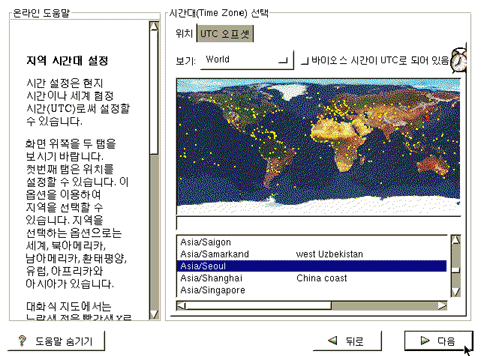 온라인 도움말
지역 시간대 설정
시간 설정은 현지
시간이나 세계 협정
시간(UTC)로써 설정할
수 있습니다.
화면 위쪽을 두 탭을
보시기 바랍니다.
첫번째 탭은 위치를
설정할 수 있습니다. 이
옵션을 이용하여
지역을 선택할 수
있습니다. 지역을
선택하는 옵션으로는
세계, 북아메리카,
남아메리카, 환태평양,
유럽, 아프리카와
아시아가 있습니다.
대화식 지도에서는
노란색 점을 빨간색 X로
시간대(Time Zone) 선택
위치 UTC 오프셋
보기: World 바이오스 시간이 UTC로 되어 있음
Asia/Saigon
Asia/Samarkand west Uzbekistan
Asia/Seoul
Asia/Shanghai China coast
Asia/Singapore
? 도움말 숨기기 뒤로 다음